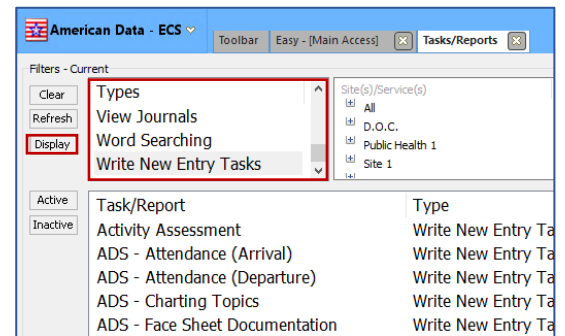 American Data - ECS
Toolbar
Easy - [Main Access]
Tasks/Reports
Filters - Current
Clear
Refresh
Display
Types
View Journals
Word Searching
Write New Entry Tasks
Site(s)/Service(s)
All
D.O.C.
Public Health 1
Site 1
Active
Inactive
Task/Report Type
Activity Assessment Write New Entry Ta
ADS - Attendance (Arrival) Write New Entry Ta
ADS - Attendance (Departure) Write New Entry Ta
ADS - Charting Topics Write New Entry Ta
ADS - Face Sheet Documentation Write New Entry Ta